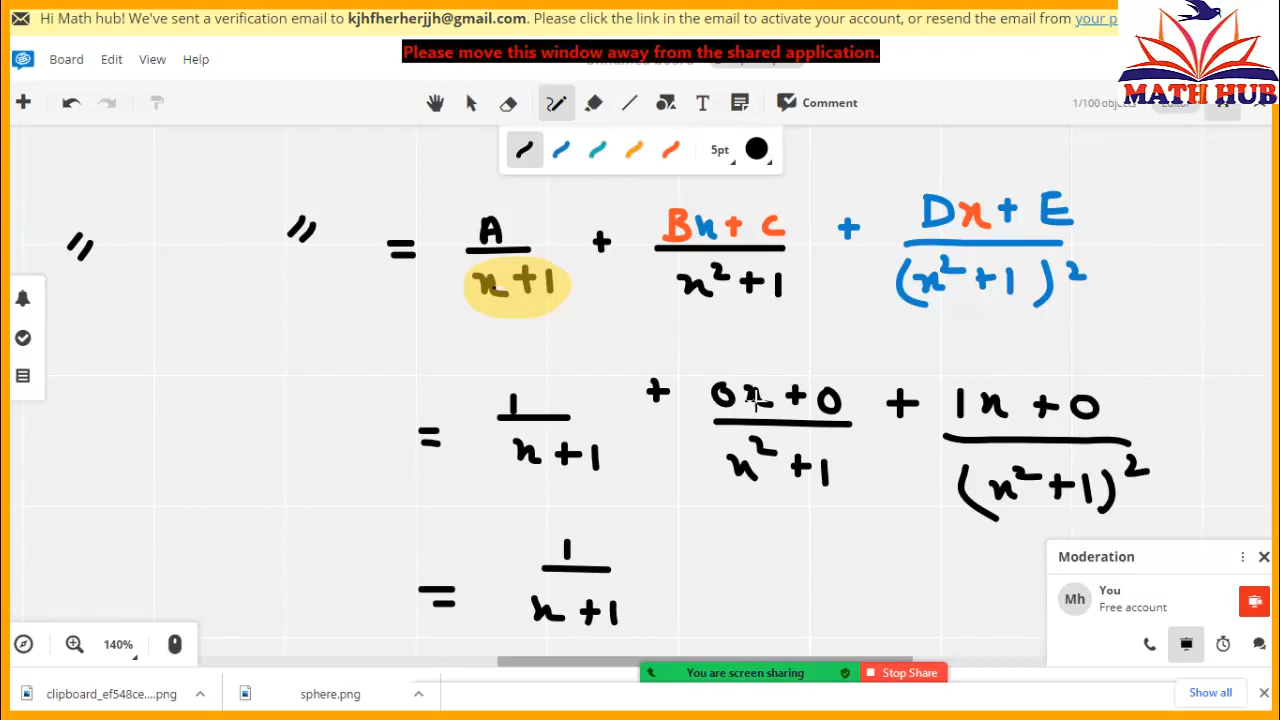 Hi Math hub! We've sent a verification email to kjhfherherjjh@gmail.com. Please click the link in the email to activate your account, or resend the email from your p
MATH HUB
Board Edit View Help
Please move this window away from the shared application.
Comment
1/100 objec
5pt
" " = A/(x+1) + (Bx+C)/(x²+1) + (Dx+E)/(x²+1)²
= 1/(x+1) + (0x+0)/(x²+1) + (1x+0)/(x²+1)²
= 1/(x+1)
Moderation
Mh You
Free account
140%
You are screen sharing Stop Share
clipboard_ef548ce....png sphere.png Show all